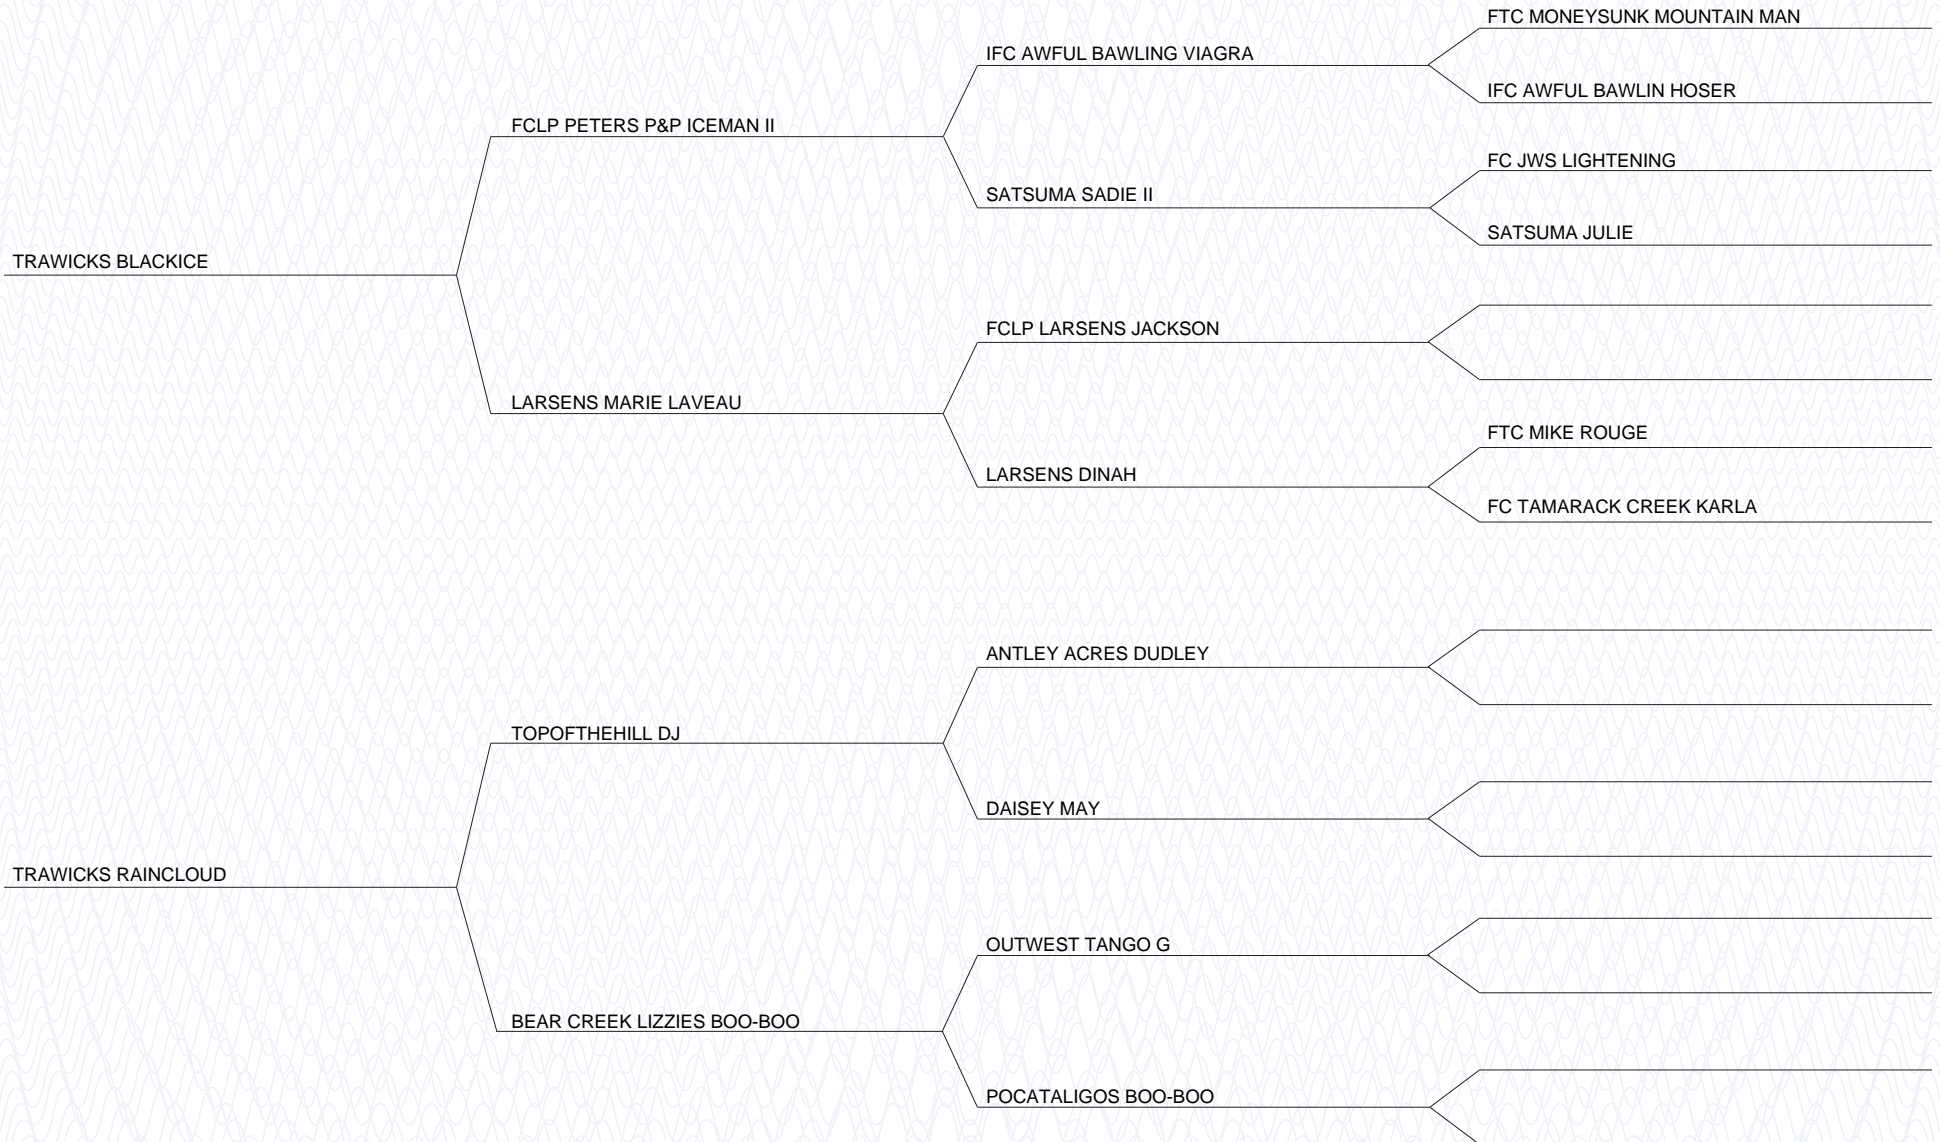 FTC MONEYSUNK MOUNTAIN MAN
IFC AWFUL BAWLING VIAGRA
IFC AWFUL BAWLIN HOSER
FCLP PETERS P&P ICEMAN II
FC JWS LIGHTENING
SATSUMA SADIE II
SATSUMA JULIE
TRAWICKS BLACKICE
FCLP LARSENS JACKSON
LARSENS MARIE LAVEAU
FTC MIKE ROUGE
LARSENS DINAH
FC TAMARACK CREEK KARLA
ANTLEY ACRES DUDLEY
TOPOFTHEHILL DJ
DAISEY MAY
TRAWICKS RAINCLOUD
OUTWEST TANGO G
BEAR CREEK LIZZIES BOO-BOO
POCATALIGOS BOO-BOO